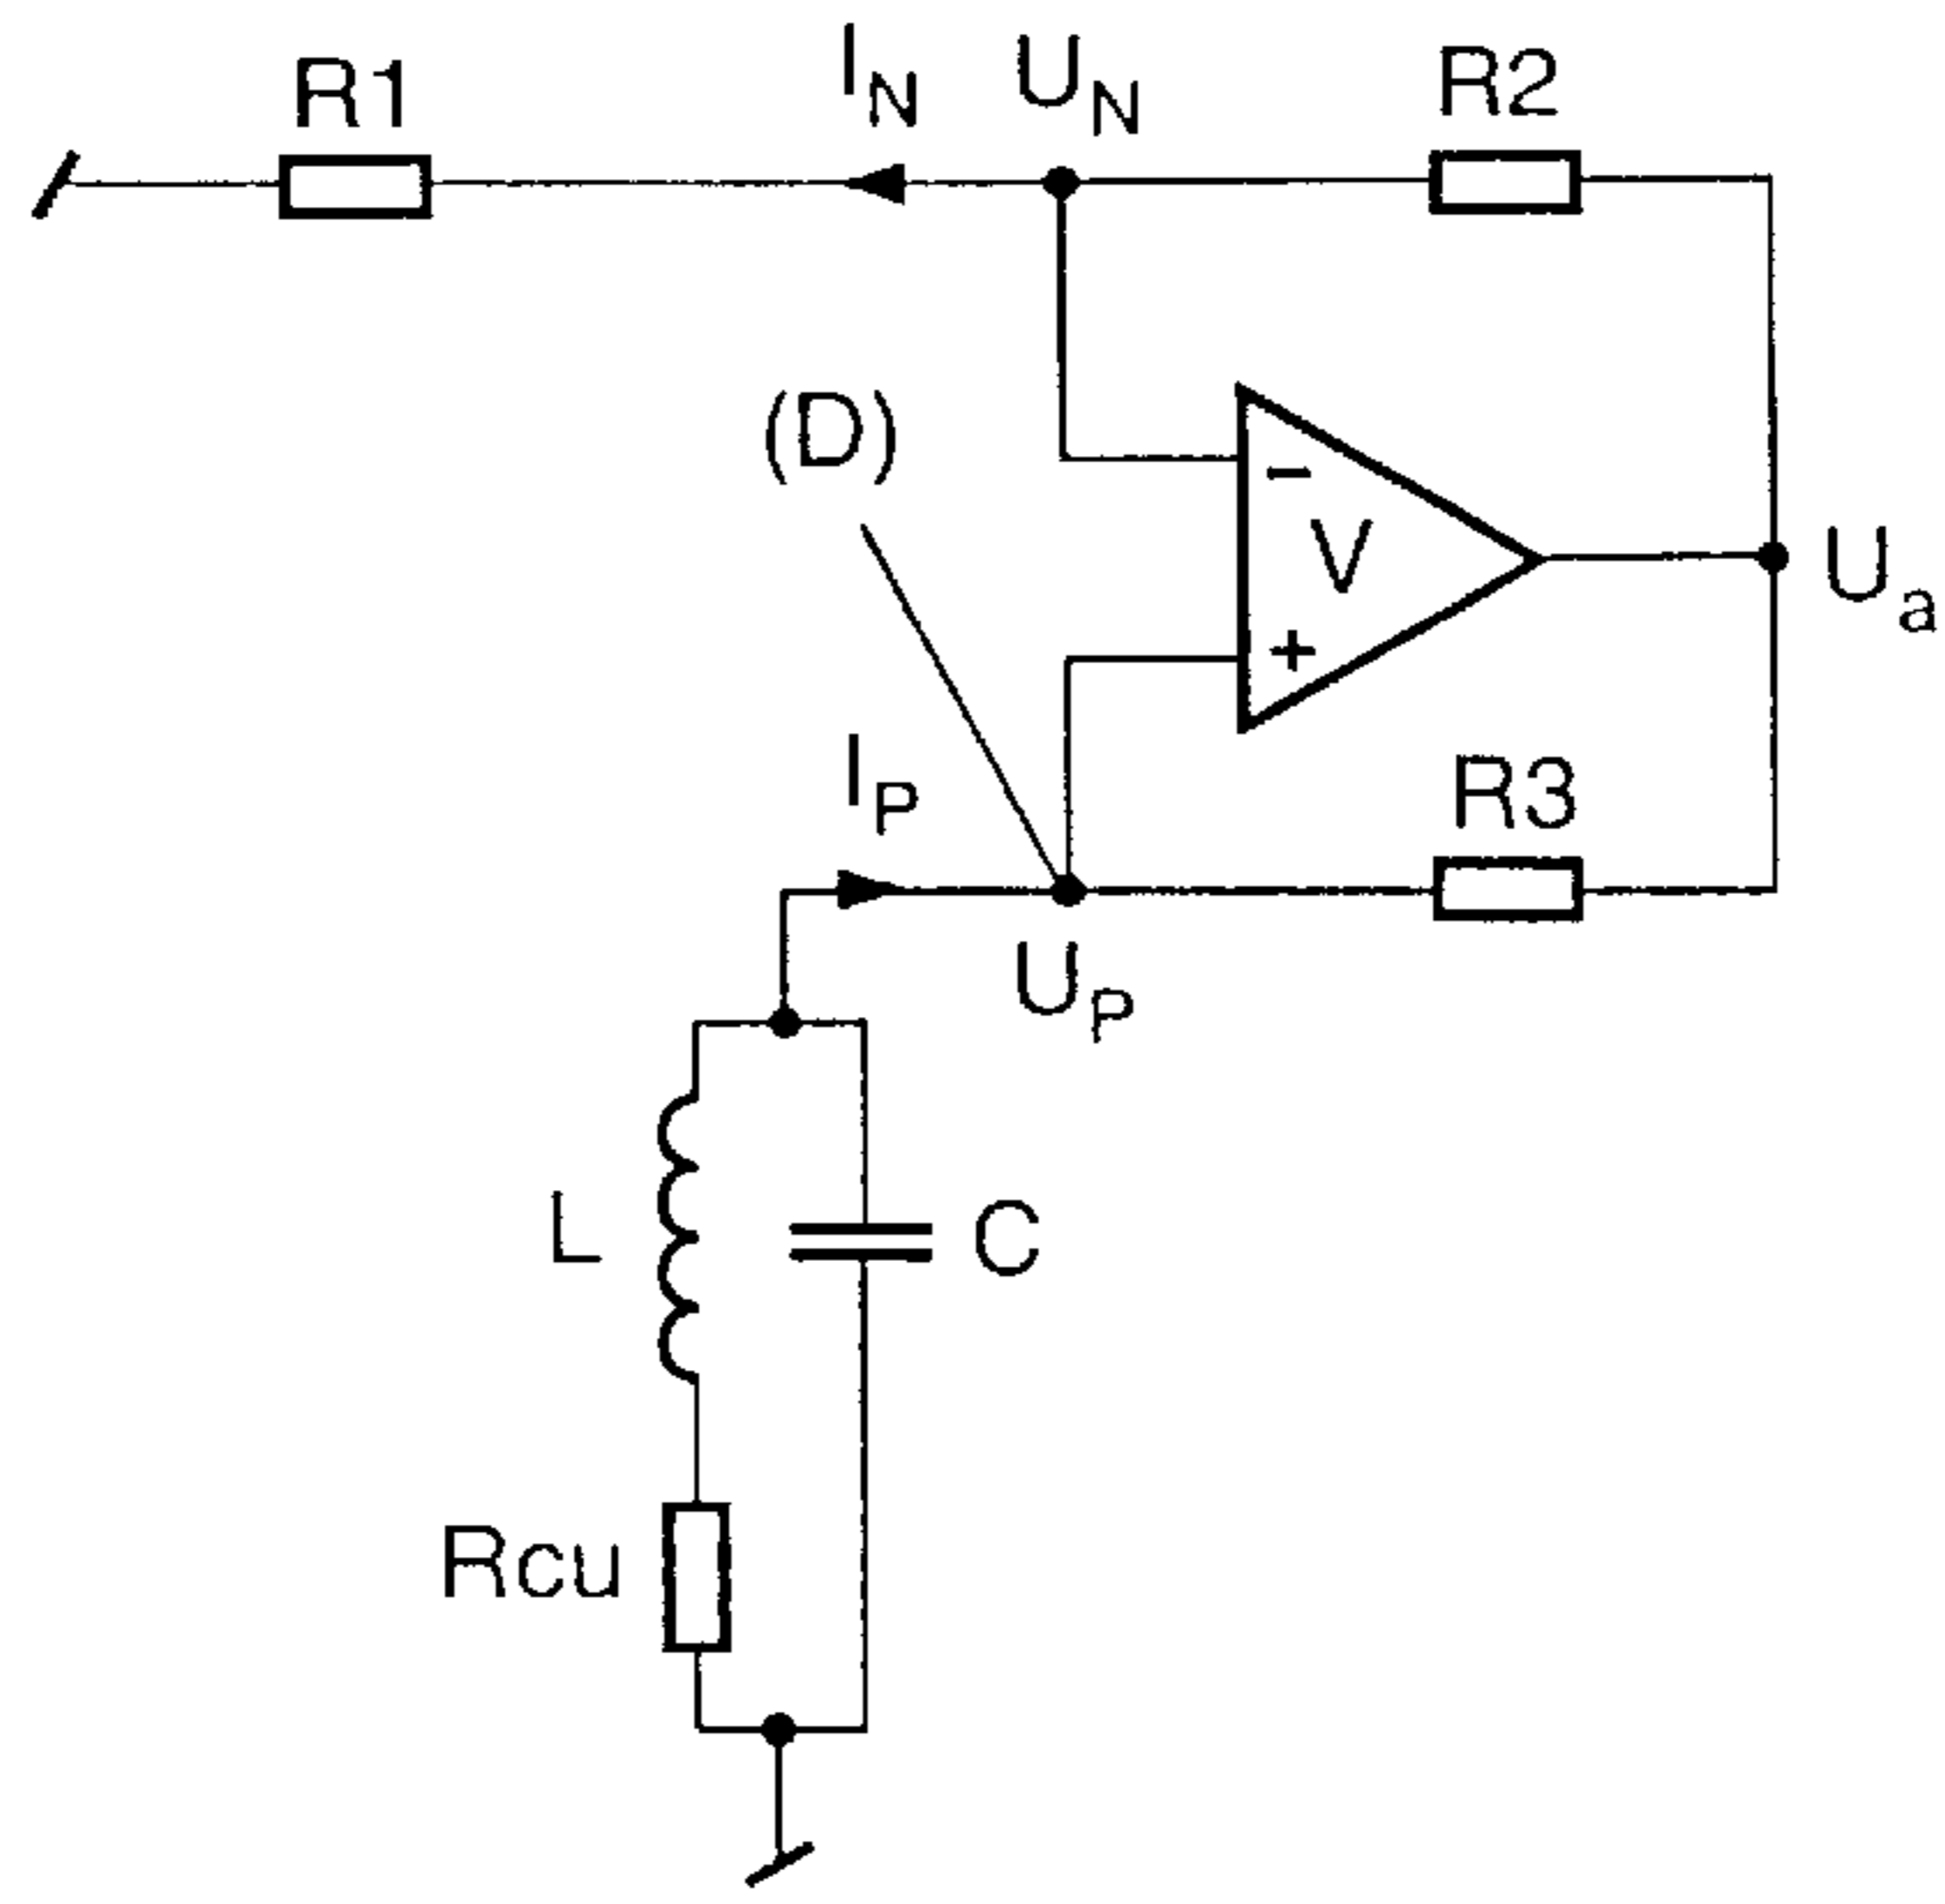 R1
I_N
U_N
R2
(D)
-
V
+
U_a
I_P
R3
U_P
L
C
Rcu